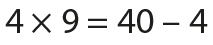 4 × 9 = 40 – 4